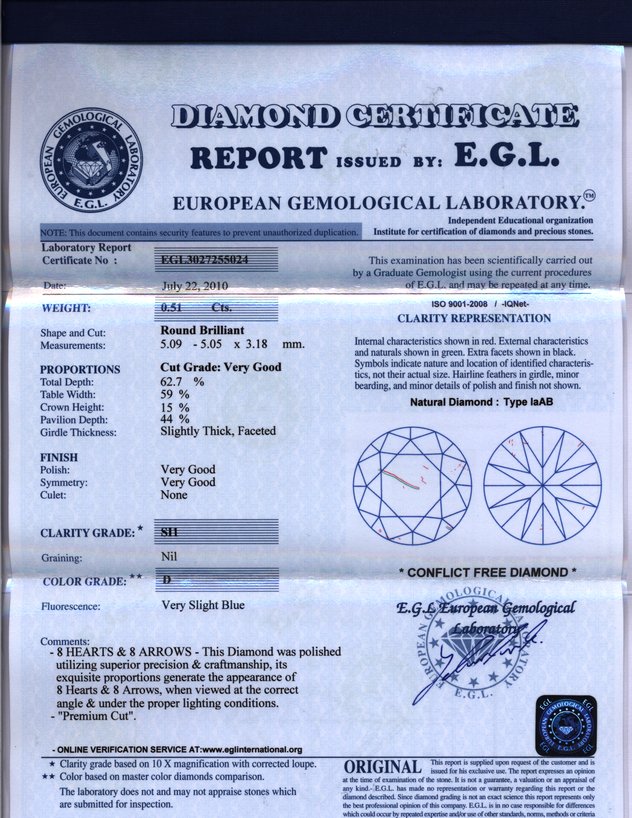 DIAMOND CERTIFICATE
REPORT ISSUED BY: E.G.L.
EUROPEAN GEMOLOGICAL LABORATORY.™
EUROPEAN GEMOLOGICAL LABORATORY
E.G.L.
Independent Educational organization
Institute for certification of diamonds and precious stones.
NOTE: This document contains security features to prevent unauthorized duplication.
Laboratory Report
Certificate No : EGL3027255024
Date: July 22, 2010
WEIGHT: 0.51 Cts.
Shape and Cut: Round Brilliant
Measurements: 5.09 - 5.05 x 3.18 mm.
PROPORTIONS Cut Grade: Very Good
Total Depth: 62.7 %
Table Width: 59 %
Crown Height: 15 %
Pavilion Depth: 44 %
Girdle Thickness: Slightly Thick, Faceted
FINISH
Polish: Very Good
Symmetry: Very Good
Culet: None
CLARITY GRADE: * SI1
Graining: Nil
COLOR GRADE: ** D
Fluorescence: Very Slight Blue
Comments:
- 8 HEARTS & 8 ARROWS - This Diamond was polished
utilizing superior precision & craftmanship, its
exquisite proportions generate the appearance of
8 Hearts & 8 Arrows, when viewed at the correct
angle & under the proper lighting conditions.
- "Premium Cut".
- ONLINE VERIFICATION SERVICE AT:www.eglinternational.org
★ Clarity grade based on 10 X magnification with corrected loupe.
★★ Color based on master color diamonds comparison.
The laboratory does not and may not appraise stones which
are submitted for inspection.
This examination has been scientifically carried out
by a Graduate Gemologist using the current procedures
of E.G.L. and may be repeated at any time.
ISO 9001-2008 / -IQNet-
CLARITY REPRESENTATION
Internal characteristics shown in red. External characteristics
and naturals shown in green. Extra facets shown in black.
Symbols indicate nature and location of identified characteris-
tics, not their actual size. Hairline feathers in girdle, minor
bearding, and minor details of polish and finish not shown.
Natural Diamond : Type IaAB
* CONFLICT FREE DIAMOND *
E.G.L European Gemological
Laboratory
EUROPEAN GEMOLOGICAL LABORATORY
E.G.L.
EGL EGL
EUROPEAN GEMOLOGICAL LABORATORY
E.G.L.
ORIGINAL This report is supplied upon request of the customer and is
issued for his exclusive use. The report expresses an opinion
at the time of examination of the stone. It is not a guarantee, a valuation or an appraisal of
any kind.- E.G.L. has made no representation or warranty regarding this report or the
diamond described. Since diamond grading is not an exact science this report represents only
the best professional opinion of this company. E.G.L. is in no case responsible for differences
which could occur by repeated expertise and/or use of other standards, norms, methods or criteria